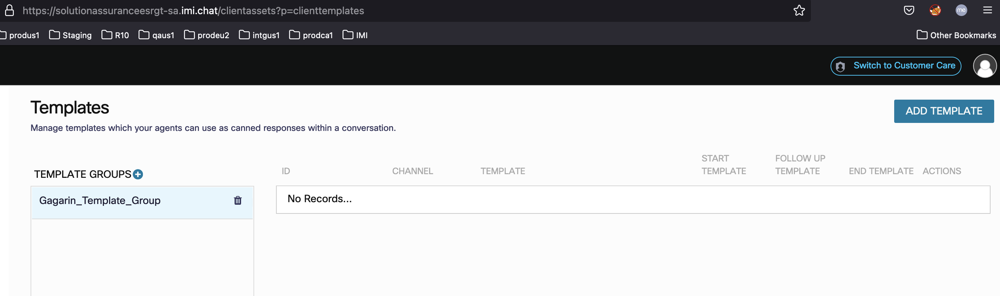 https://solutionassuranceesrgt-sa.imi.chat/clientassets?p=clienttemplates
me
produs1 Staging R10 qaus1 prodeu2 intgus1 prodca1 IMI Other Bookmarks
Switch to Customer Care
Templates
ADD TEMPLATE
Manage templates which your agents can use as canned responses within a conversation.
TEMPLATE GROUPS
ID CHANNEL TEMPLATE START TEMPLATE FOLLOW UP TEMPLATE END TEMPLATE ACTIONS
Gagarin_Template_Group
No Records...